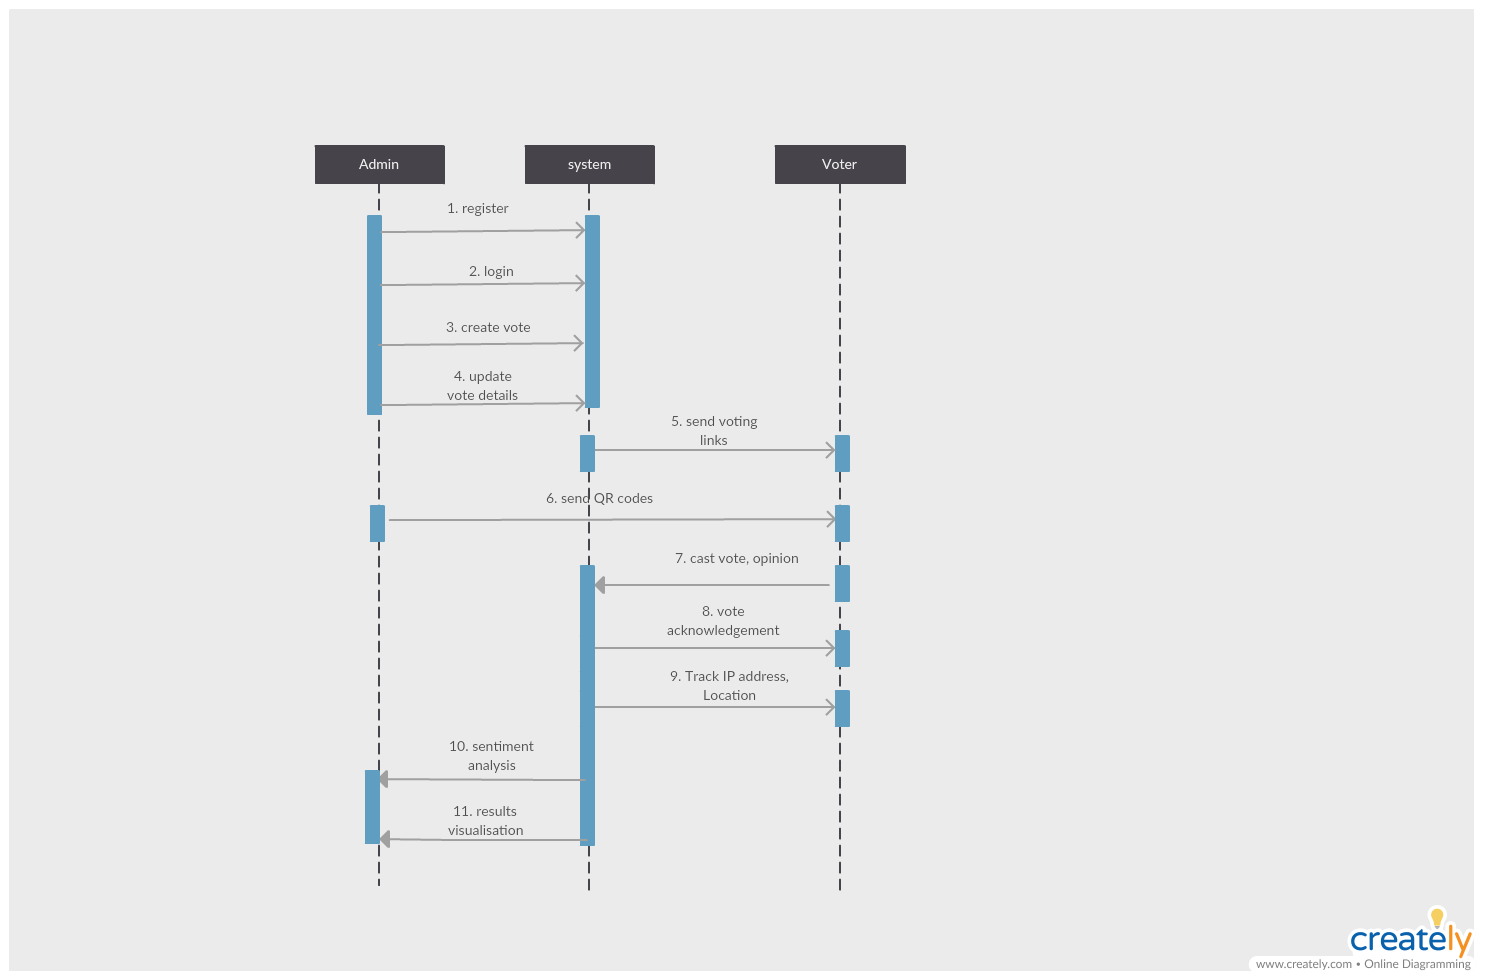 Admin
system
Voter
1. register
2. login
3. create vote
4. update
vote details
5. send voting
links
6. send QR codes
7. cast vote, opinion
8. vote
acknowledgement
9. Track IP address,
Location
10. sentiment
analysis
11. results
visualisation
creately
www.creately.com • Online Diagramming